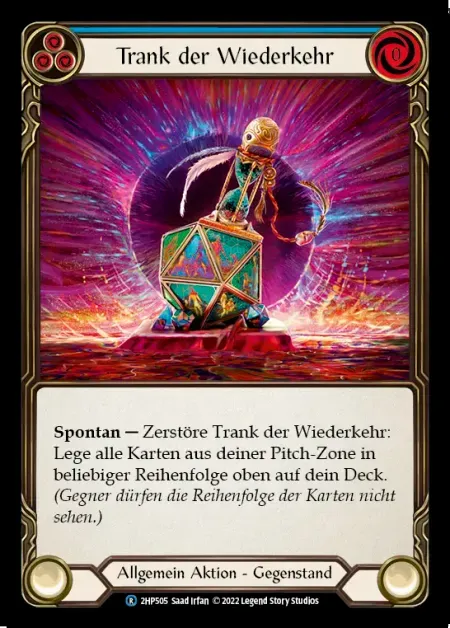 Trank der Wiederkehr
0
Spontan — Zerstöre Trank der Wiederkehr:
Lege alle Karten aus deiner Pitch-Zone in
beliebiger Reihenfolge oben auf dein Deck.
(Gegner dürfen die Reihenfolge der Karten nicht
sehen.)
Allgemein Aktion - Gegenstand
R 2HP505 Saad Irfan © 2022 Legend Story Studios